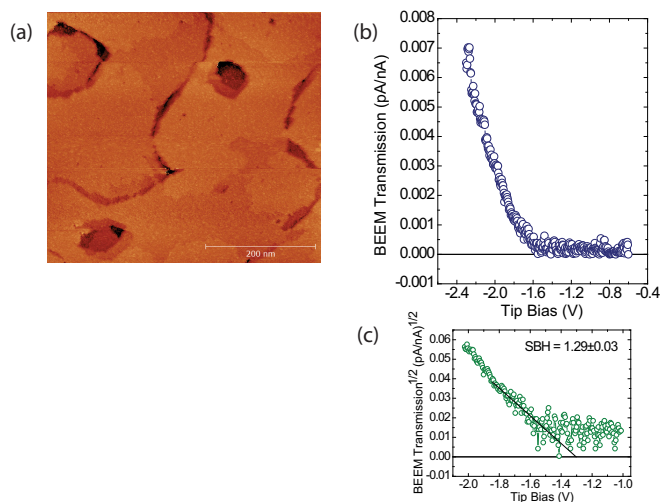 (a)
200 nm
(b)
BEEM Transmission (pA/nA)
0.007
0.006
0.005
0.004
0.003
0.002
0.001
0.000
-0.001
-2.4 -2.0 -1.6 -1.2 -0.8 -0.4
Tip Bias (V)
(c)
BEEM Transmission^1/2 (pA/nA)^1/2
SBH = 1.29±0.03
0.06
0.05
0.04
0.03
0.02
0.01
0.00
-0.01
-2.0 -1.8 -1.6 -1.4 -1.2 -1.0
Tip Bias (V)